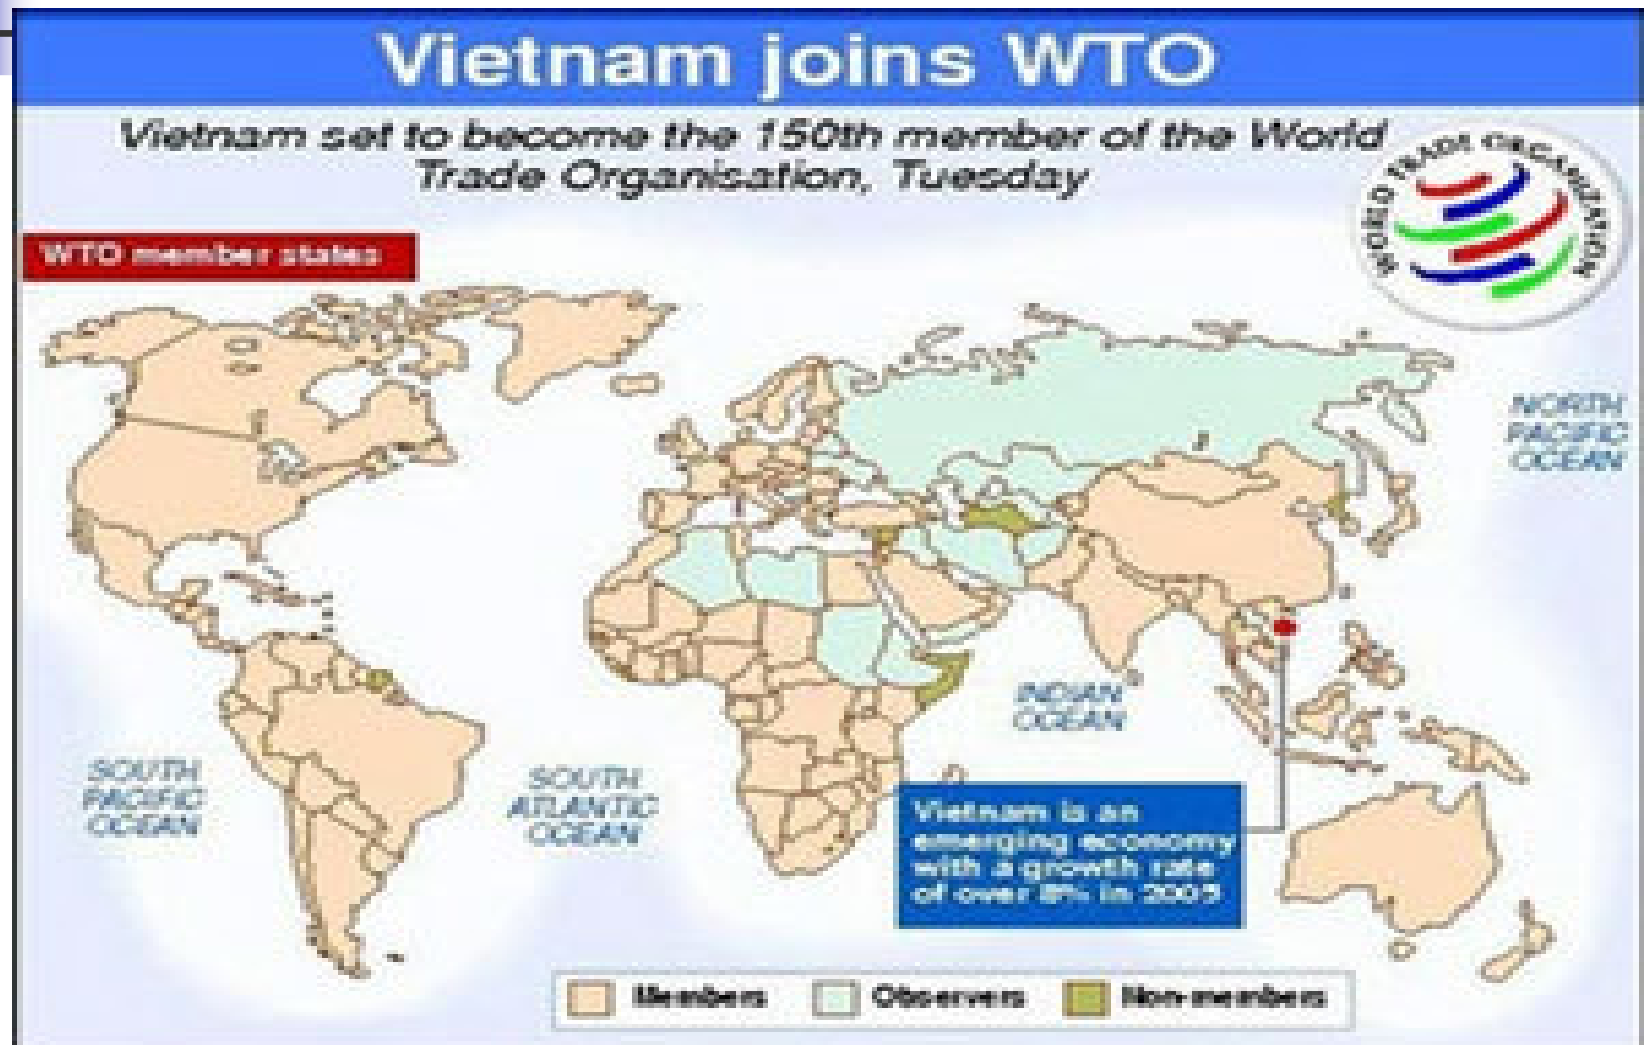 Vietnam joins WTO
Vietnam set to become the 150th member of the World
Trade Organisation, Tuesday
WORLD TRADE ORGANIZATION
WTO member states
NORTH
PACIFIC
OCEAN
INDIAN
OCEAN
SOUTH
PACIFIC
OCEAN
SOUTH
ATLANTIC
OCEAN
Vietnam is an
emerging economy
with a growth rate
of over 8% in 2005
Members
Observers
Non-members